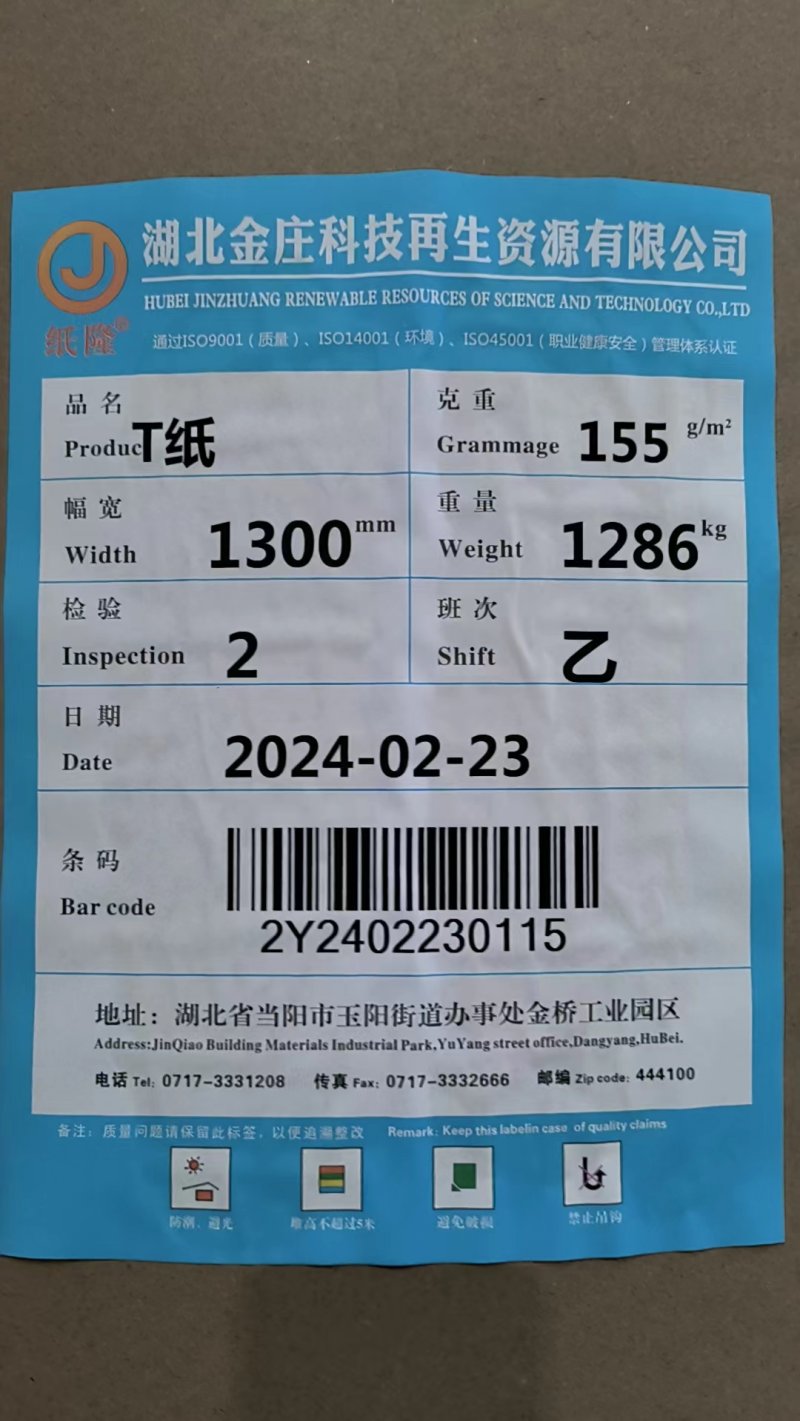 湖北金庄科技再生资源有限公司
HUBEI JINZHUANG RENEWABLE RESOURCES OF SCIENCE AND TECHNOLOGY CO.,LTD
纸隆®
通过ISO9001（质量）、ISO14001（环境）、ISO45001（职业健康安全）管理体系认证
品名
Produc T纸
克重
Grammage 155 g/m²
幅宽
Width 1300 mm
重量
Weight 1286 kg
检验
Inspection 2
班次
Shift 乙
日期
Date 2024-02-23
条码
Bar code
2Y2402230115
地址：湖北省当阳市玉阳街道办事处金桥工业园区
Address:JinQiao Building Materials Industrial Park,YuYang street office,Dangyang,HuBei.
电话 Tel: 0717-3331208 传真 Fax: 0717-3332666 邮编 Zip code: 444100
备注：质量问题请保留此标签，以便追溯整改 Remark: Keep this labelin case of quality claims
防潮、避光 堆高不超过5米 避免破损 禁止吊钩